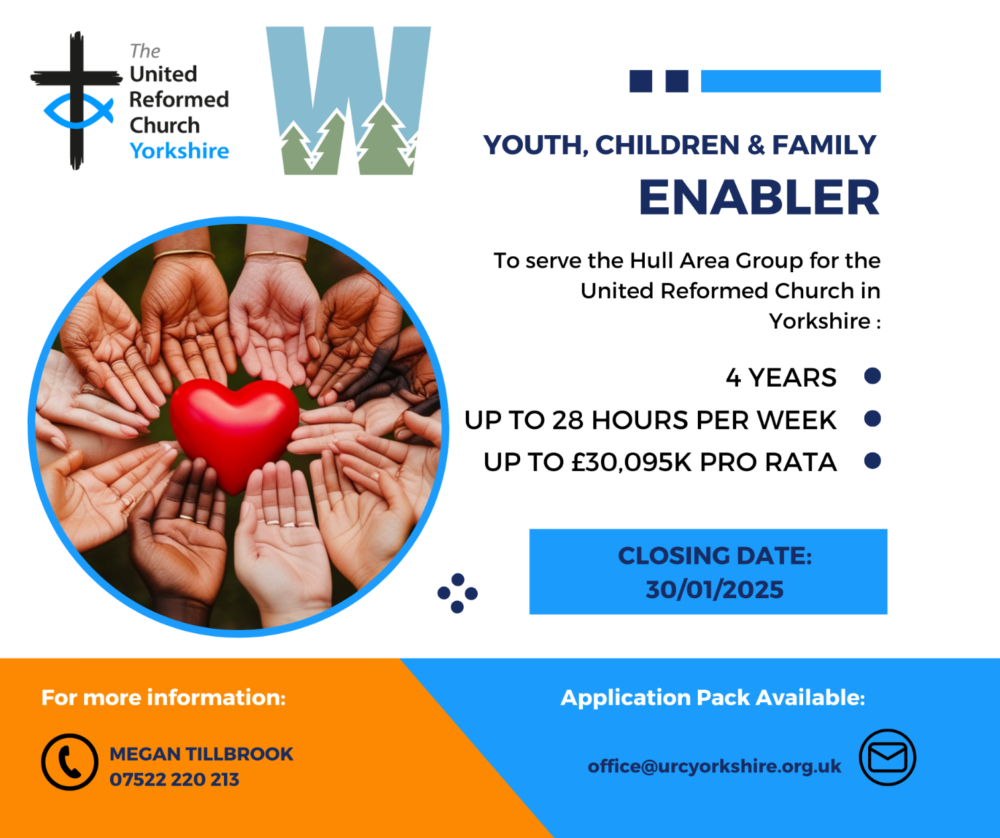 The
United
Reformed
Church
Yorkshire
W
YOUTH, CHILDREN & FAMILY
ENABLER
To serve the Hull Area Group for the
United Reformed Church in
Yorkshire :
4 YEARS
UP TO 28 HOURS PER WEEK
UP TO £30,095K PRO RATA
CLOSING DATE:
30/01/2025
For more information:
MEGAN TILLBROOK
07522 220 213
Application Pack Available:
office@urcyorkshire.org.uk